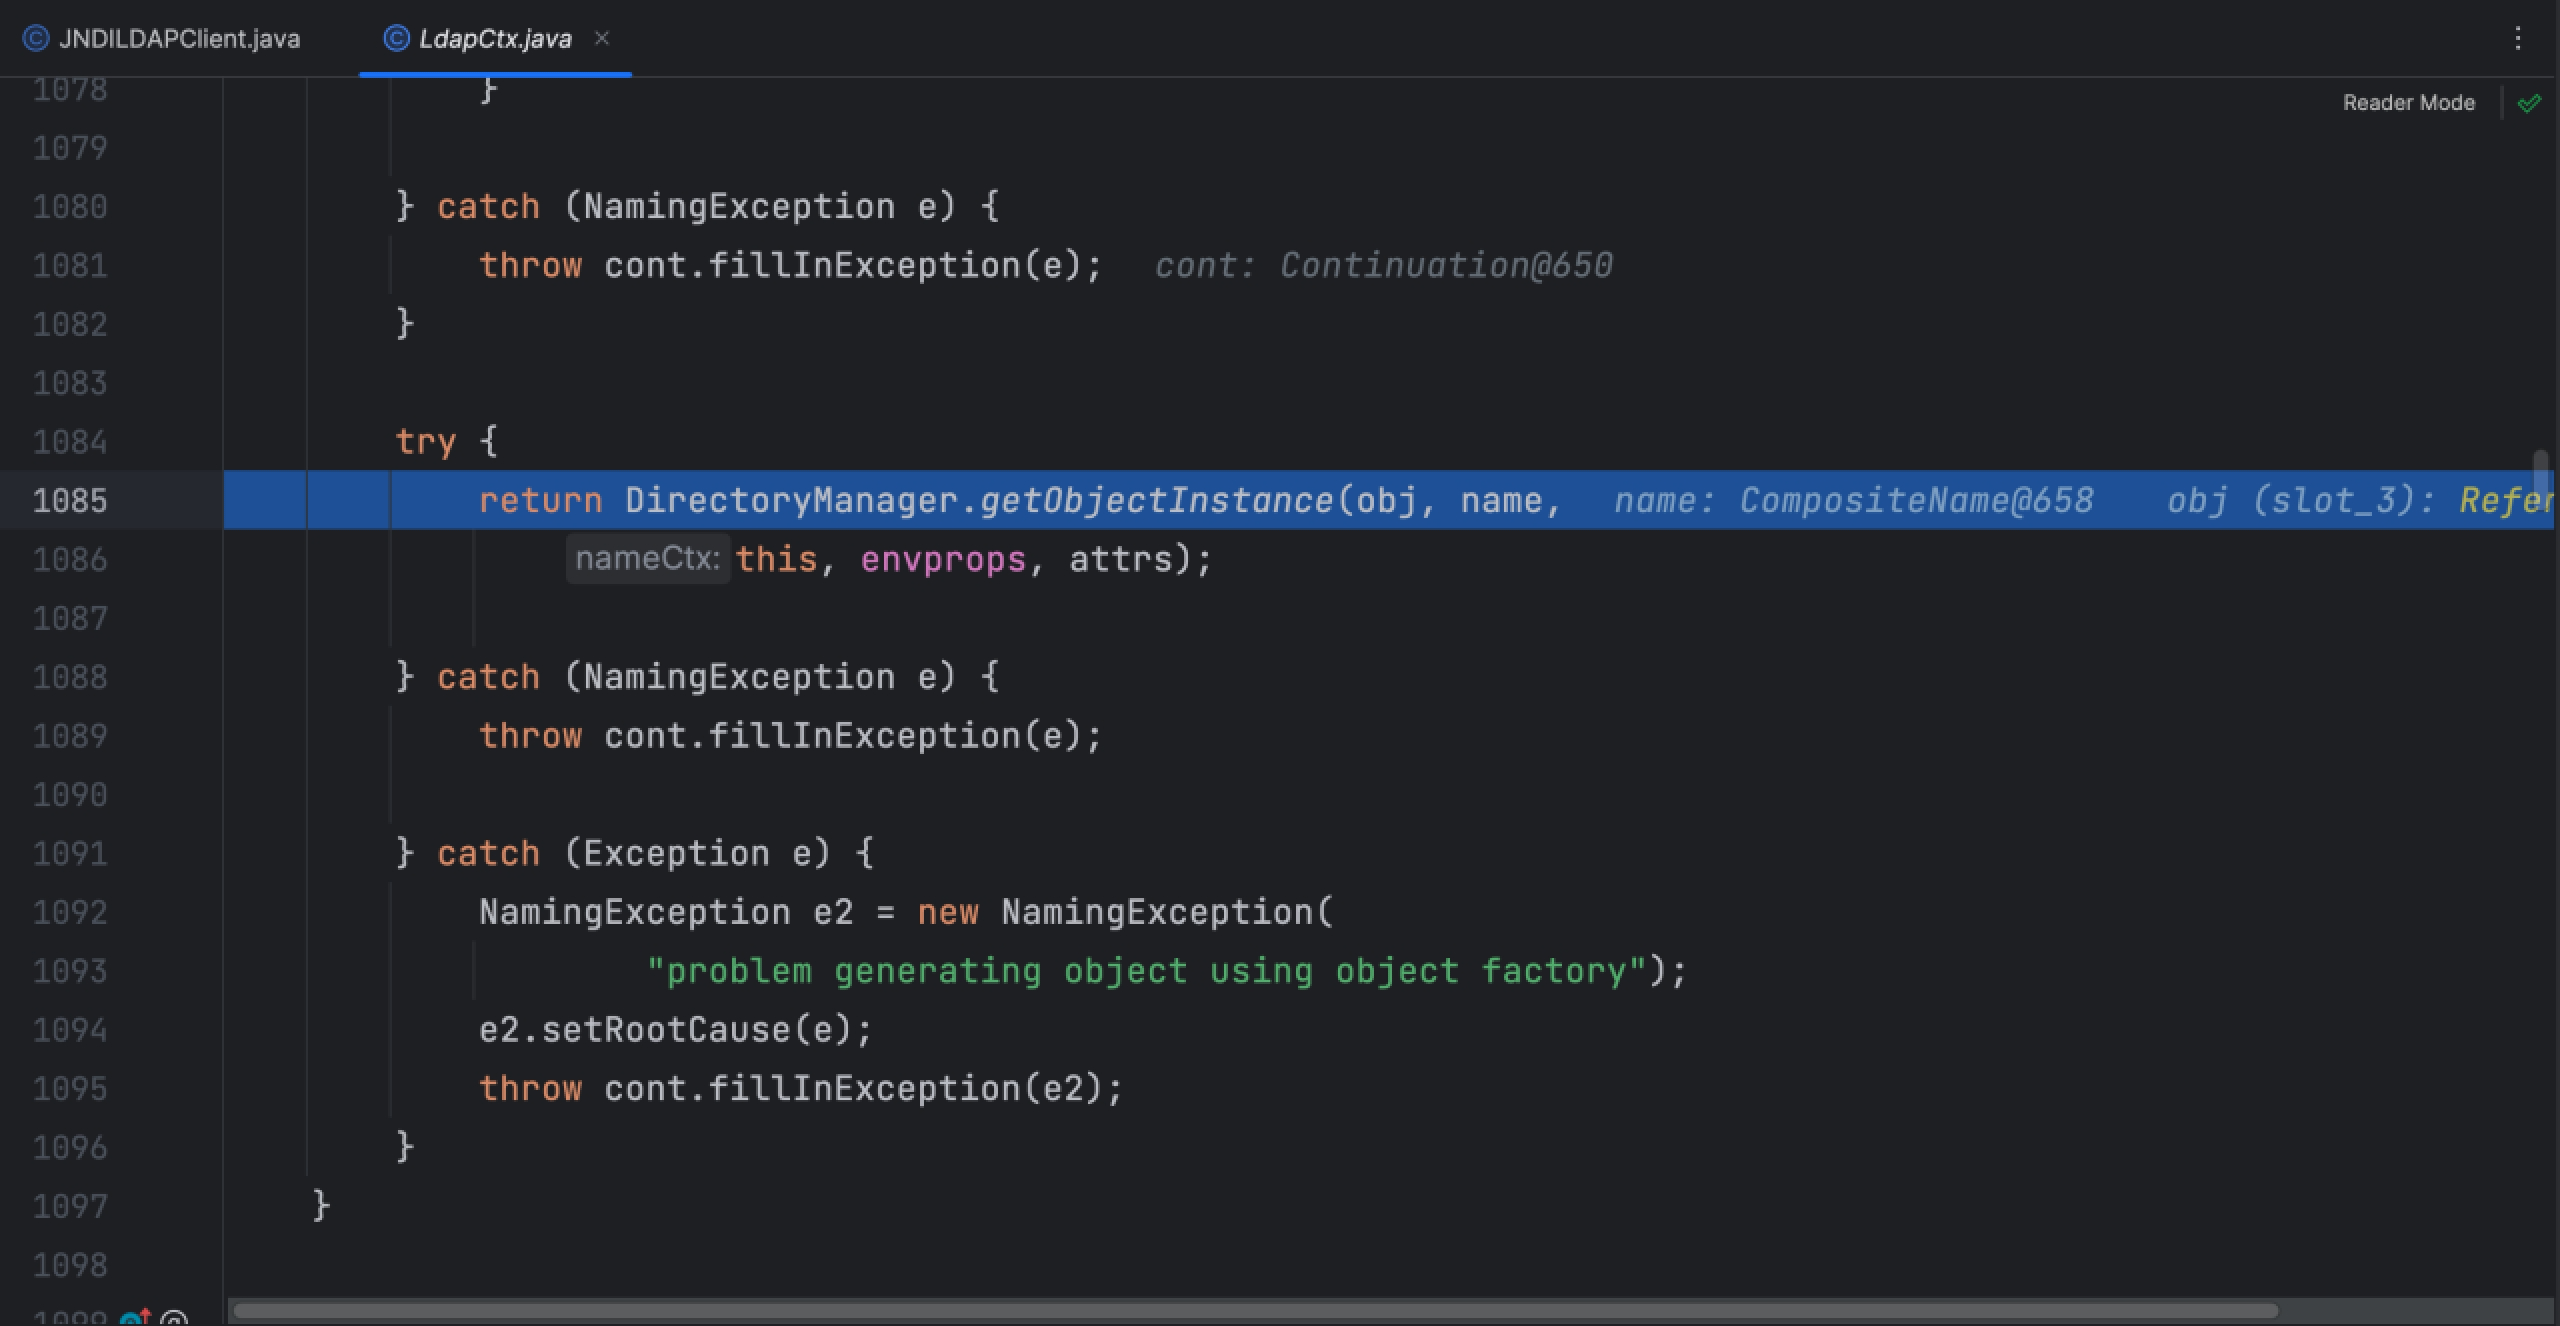 JNDILDAPClient.java LdapCtx.java
Reader Mode
1078 }
1079
1080 } catch (NamingException e) {
1081 throw cont.fillInException(e); cont: Continuation@650
1082 }
1083
1084 try {
1085 return DirectoryManager.getObjectInstance(obj, name, name: CompositeName@658 obj (slot_3): Refer
1086 nameCtx: this, envprops, attrs);
1087
1088 } catch (NamingException e) {
1089 throw cont.fillInException(e);
1090
1091 } catch (Exception e) {
1092 NamingException e2 = new NamingException(
1093 "problem generating object using object factory");
1094 e2.setRootCause(e);
1095 throw cont.fillInException(e2);
1096 }
1097 }
1098
1099 @